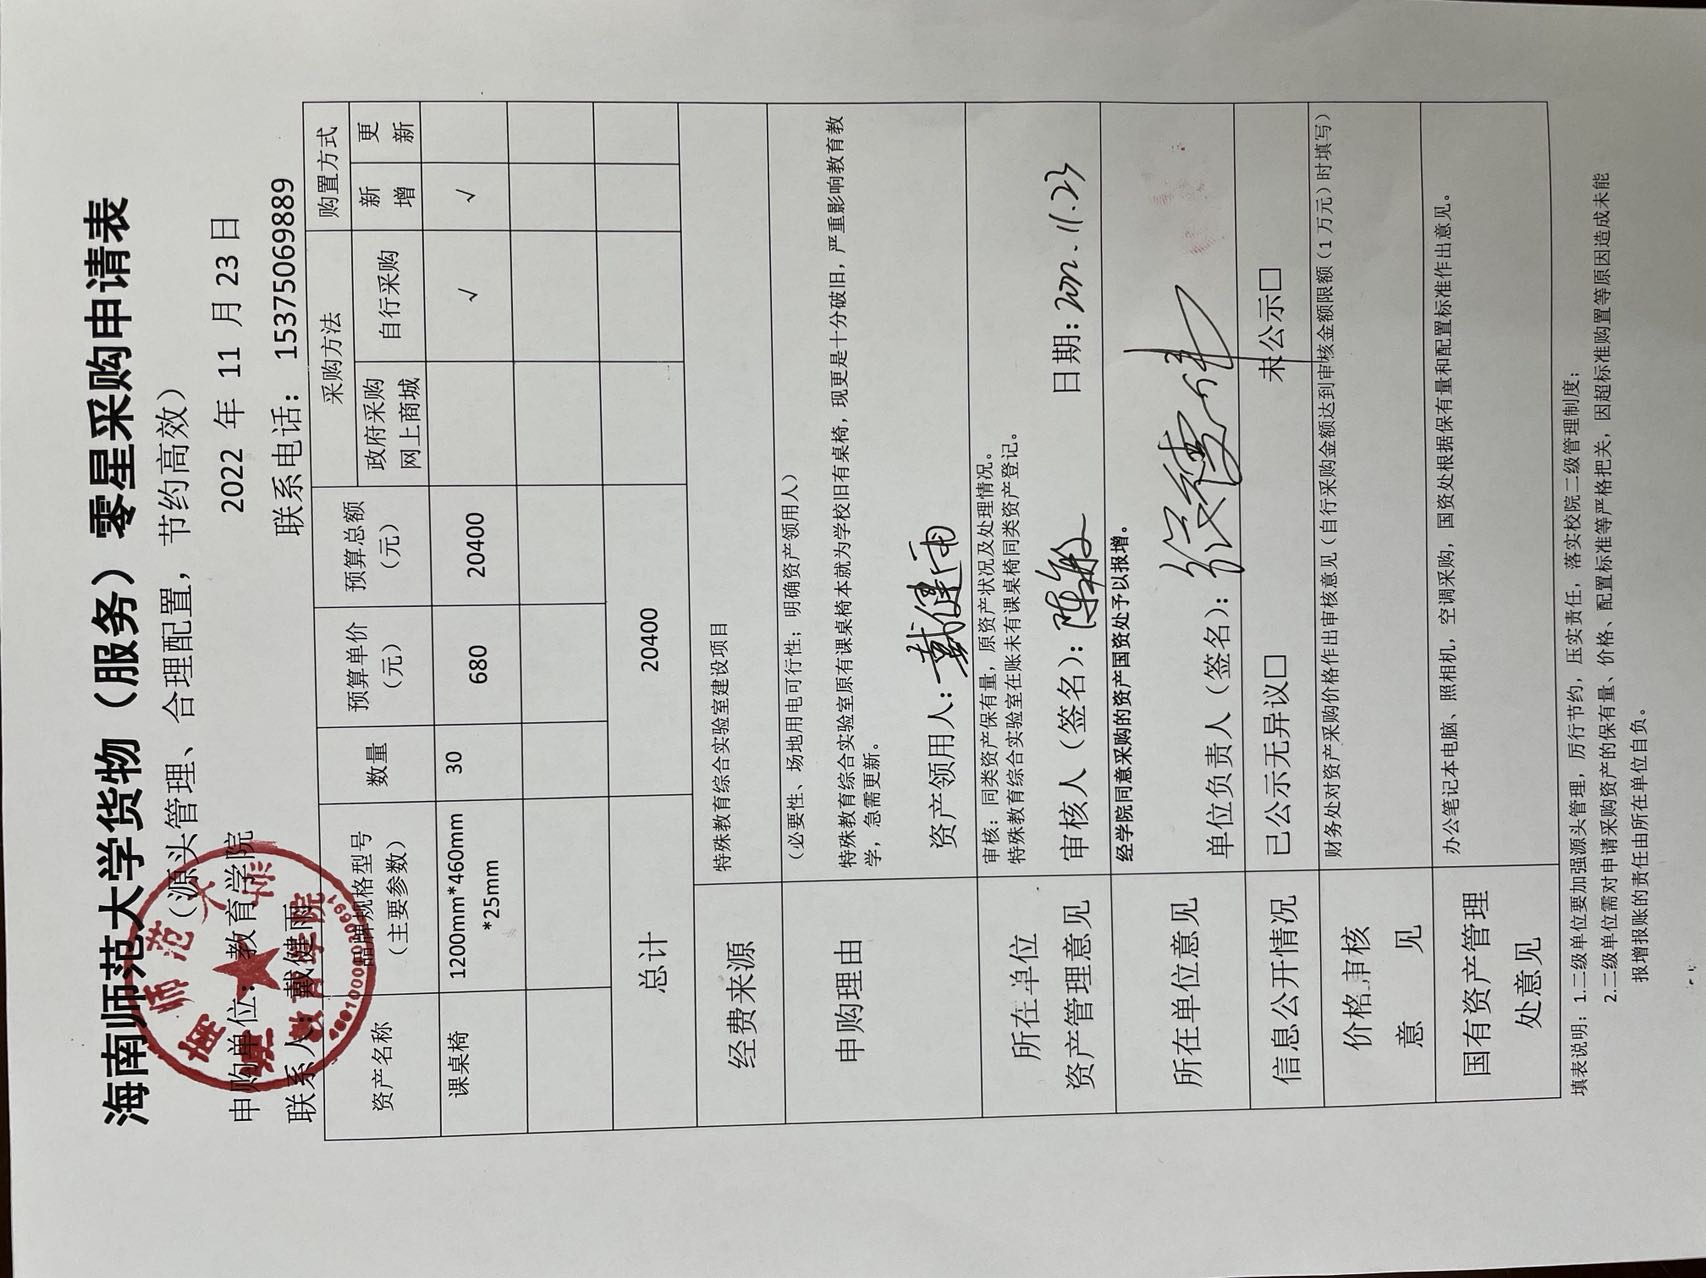 海南师范大学货物（服务）零星采购申请表
（源头管理、合理配置，节约高效）
申购单位：教育学院 2022 年 11 月 23 日
联系人：戴健雨 联系电话：15375069889
资产名称 品牌规格型号（主要参数） 数量 预算单价（元） 预算总额（元） 采购方法 购置方式
政府采购网上商城 自行采购 新增 更新
课桌椅 1200mm*460mm*25mm 30 680 20400 √ √
总计 20400
经费来源 特殊教育综合实验室建设项目
申购理由 （必要性、场地用电可行性；明确资产领用人）
特殊教育综合实验室原有课桌椅本就为学校旧有桌椅，现更是十分破旧，严重影响教育教
学，急需更新。
资产领用人：戴健雨
所在单位资产管理意见 审核：同类资产保有量，原资产状况及处理情况。
特殊教育综合实验室在账未有课桌椅同类资产登记。
审核人（签名）：陈敏 日期：2022.11.23
所在单位意见 经学院同意采购的资产国资处予以报增。
单位负责人（签名）：
信息公开情况 已公示无异议□ 未公示□
价格审核意见 财务处对资产采购价格作出审核意见（自行采购金额达到审核金额限额（1 万元）时填写）
国有资产管理处意见 办公笔记本电脑、照相机，空调采购，国资处根据保有量和配置标准作出意见。
填表说明：1.二级单位要加强源头管理，厉行节约，压实责任，落实校院二级管理制度；
2.二级单位需对申请采购资产的保有量、价格、配置标准等严格把关，因超标准购置等原因造成未能
报增报账的责任由所在单位自负。
海南师范大学
教育学院